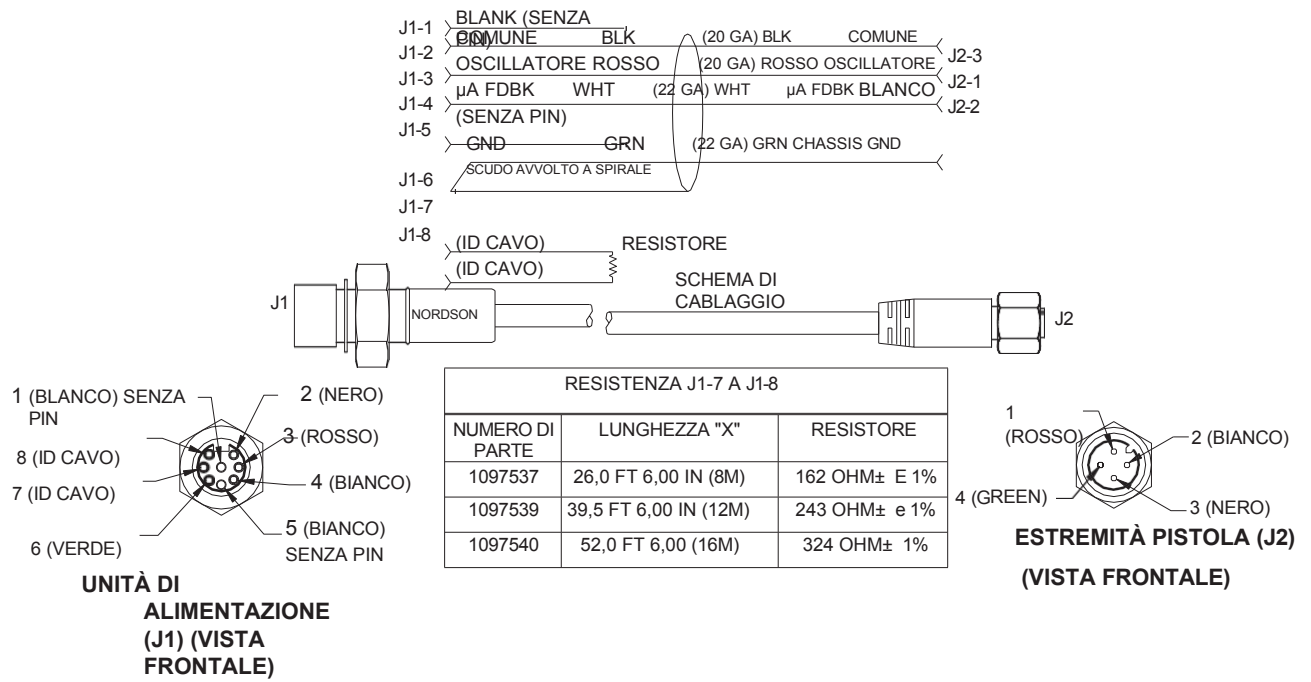 J1-1 BLANK (SENZA PIN)
J1-2 COMUNE BLK (20 GA) BLK COMUNE J2-3
J1-3 OSCILLATORE ROSSO (20 GA) ROSSO OSCILLATORE J2-1
J1-4 µA FDBK WHT (22 GA) WHT µA FDBK BLANCO J2-2
J1-5 (SENZA PIN)
GND GRN (22 GA) GRN CHASSIS GND
J1-6 SCUDO AVVOLTO A SPIRALE
J1-7
J1-8 (ID CAVO) RESISTORE
(ID CAVO)
SCHEMA DI
CABLAGGIO
J1
NORDSON
J2
1 (BLANCO) SENZA
PIN
2 (NERO)
3 (ROSSO)
8 (ID CAVO)
4 (BIANCO)
7 (ID CAVO)
5 (BIANCO)
SENZA PIN
6 (VERDE)
UNITÀ DI
ALIMENTAZIONE
(J1) (VISTA
FRONTALE)
RESISTENZA J1-7 A J1-8
NUMERO DI PARTE LUNGHEZZA "X" RESISTORE
1097537 26,0 FT 6,00 IN (8M) 162 OHM± E 1%
1097539 39,5 FT 6,00 IN (12M) 243 OHM± e 1%
1097540 52,0 FT 6,00 (16M) 324 OHM± 1%
1
(ROSSO)
2 (BIANCO)
4 (GREEN)
3 (NERO)
ESTREMITÀ PISTOLA (J2)
(VISTA FRONTALE)